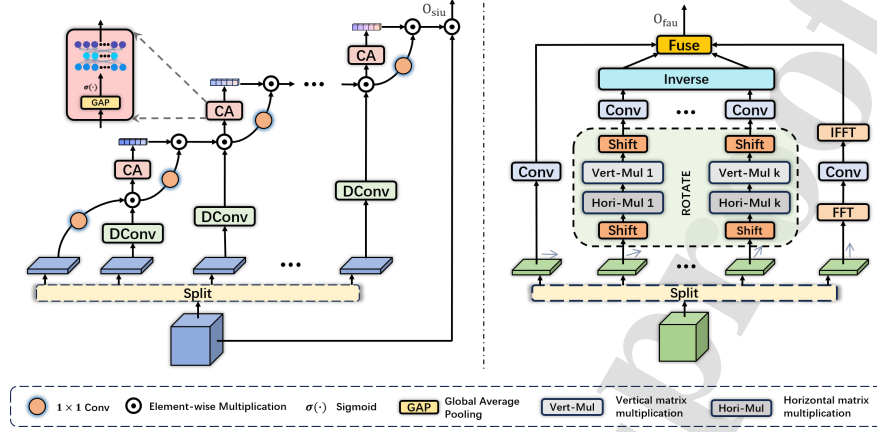 O_siu
CA
σ(·)
GAP
CA
CA
DConv
DConv
DConv
Split
O_fau
Fuse
Inverse
Conv
Conv
Shift
Shift
IFFT
Conv
Vert-Mul 1
Vert-Mul k
Conv
ROTATE
Hori-Mul 1
Hori-Mul k
FFT
Shift
Shift
Split
1 × 1 Conv
Element-wise Multiplication
σ(·) Sigmoid
GAP
Global Average
Pooling
Vert-Mul
Vertical matrix
multiplication
Hori-Mul
Horizontal matrix
multiplication